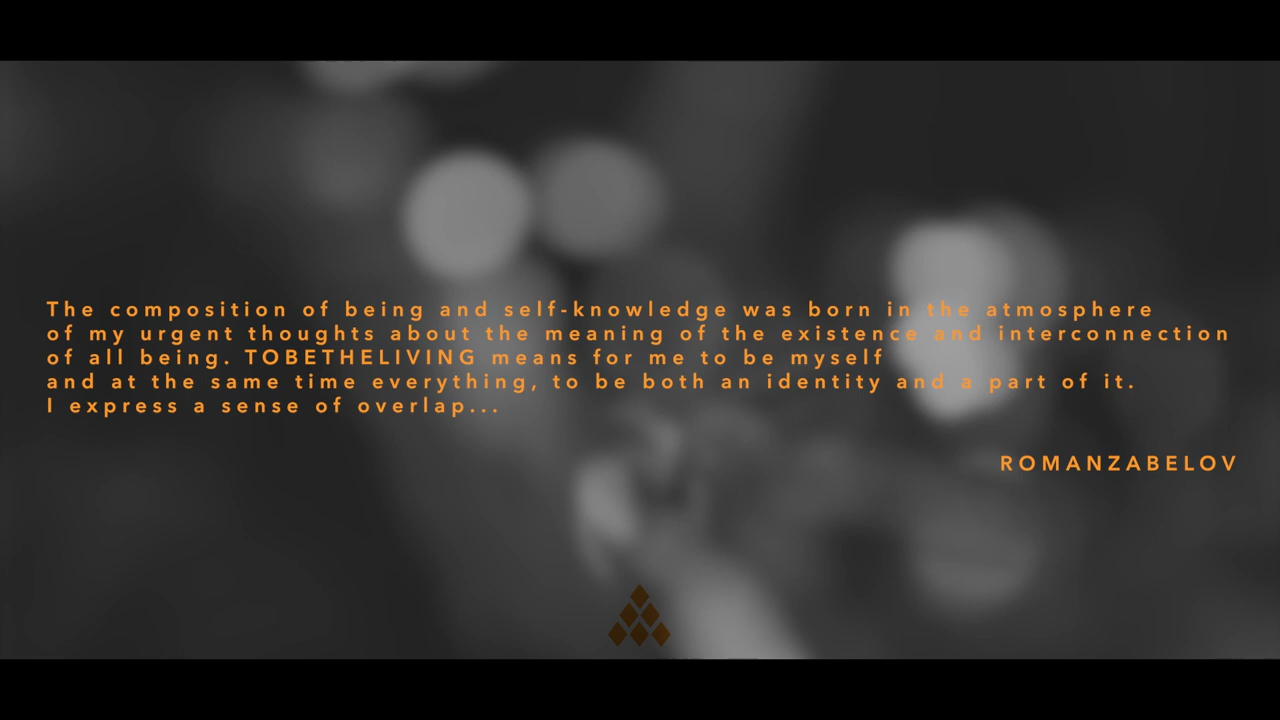 The composition of being and self-knowledge was born in the atmosphere
of my urgent thoughts about the meaning of the existence and interconnection
of all being. TOBETHELIVING means for me to be myself
and at the same time everything, to be both an identity and a part of it.
I express a sense of overlap...
ROMANZABELOV